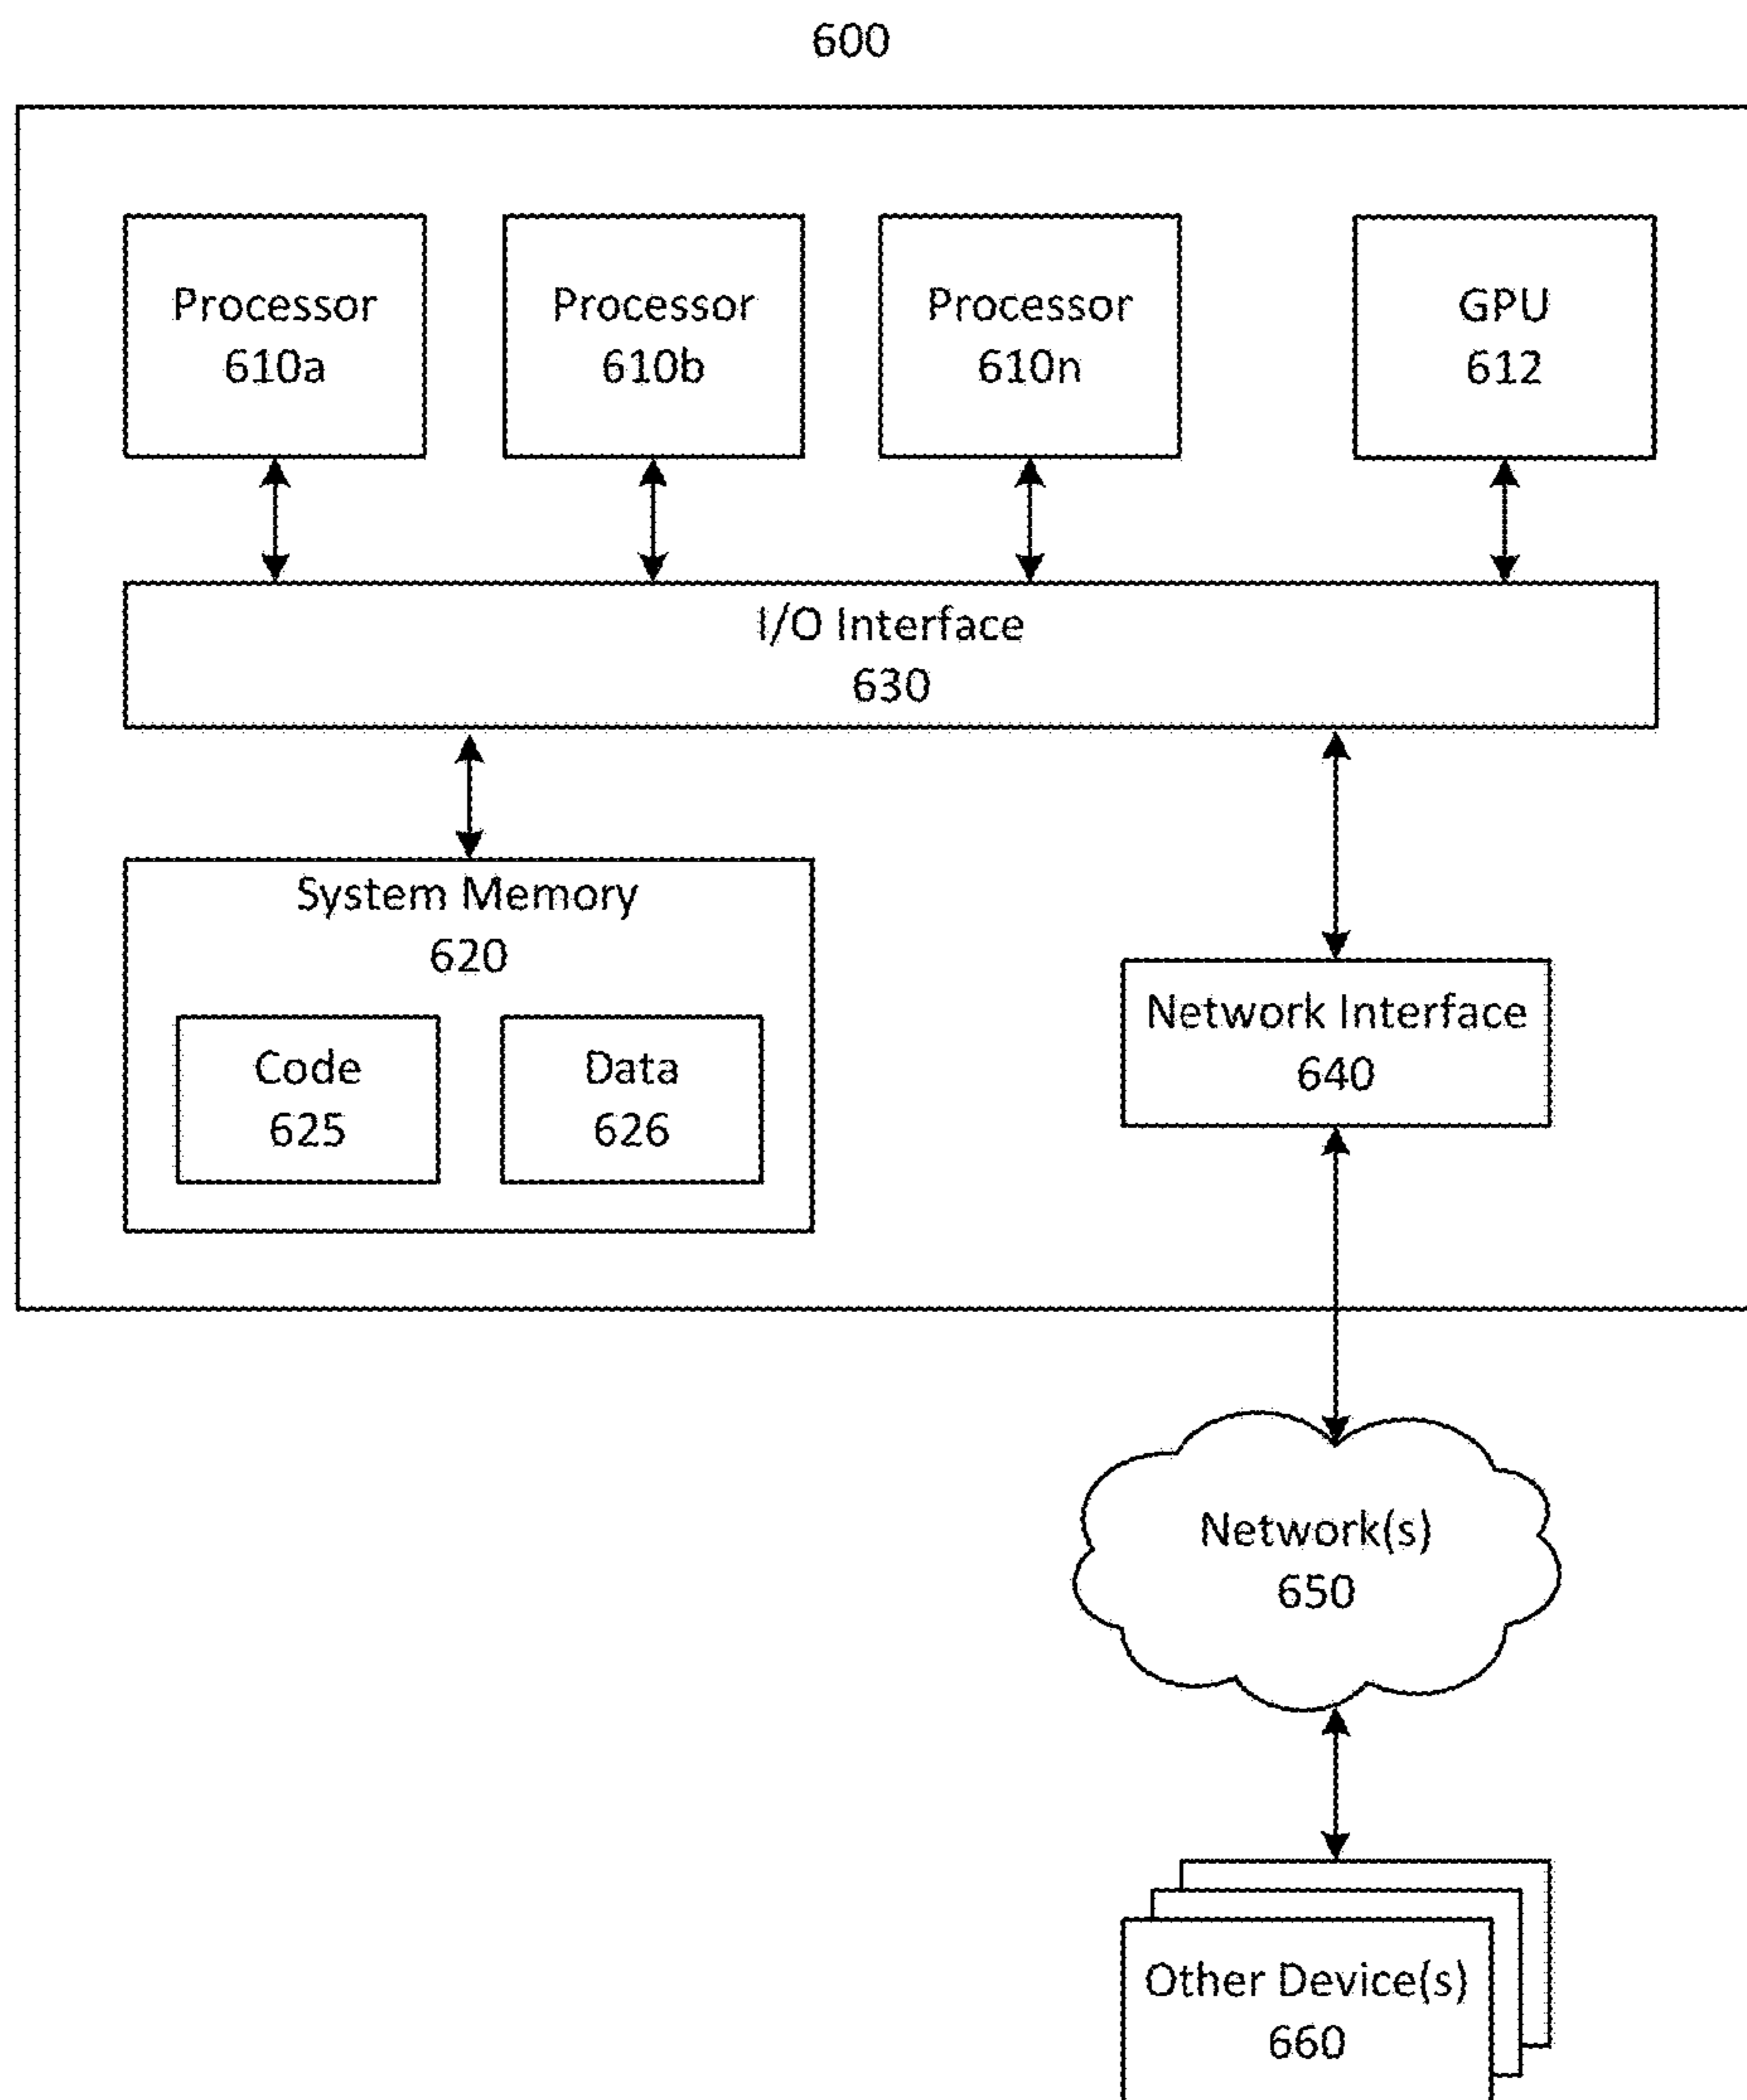 600
Processor
610a
Processor
610b
Processor
610n
GPU
612
I/O Interface
630
System Memory
620
Code
625
Data
626
Network Interface
640
Network(s)
650
Other Device(s)
660